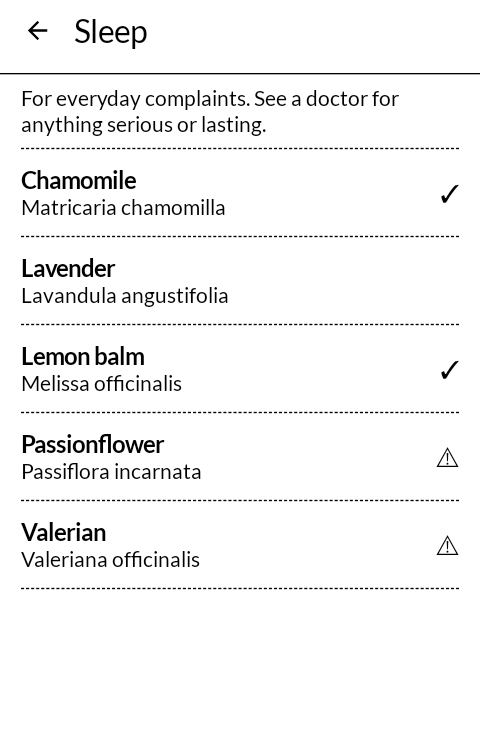 Sleep
For everyday complaints. See a doctor for
anything serious or lasting.
Chamomile
Matricaria chamomilla
Lavender
Lavandula angustifolia
Lemon balm
Melissa officinalis
Passionflower
Passiflora incarnata
Valerian
Valeriana officinalis